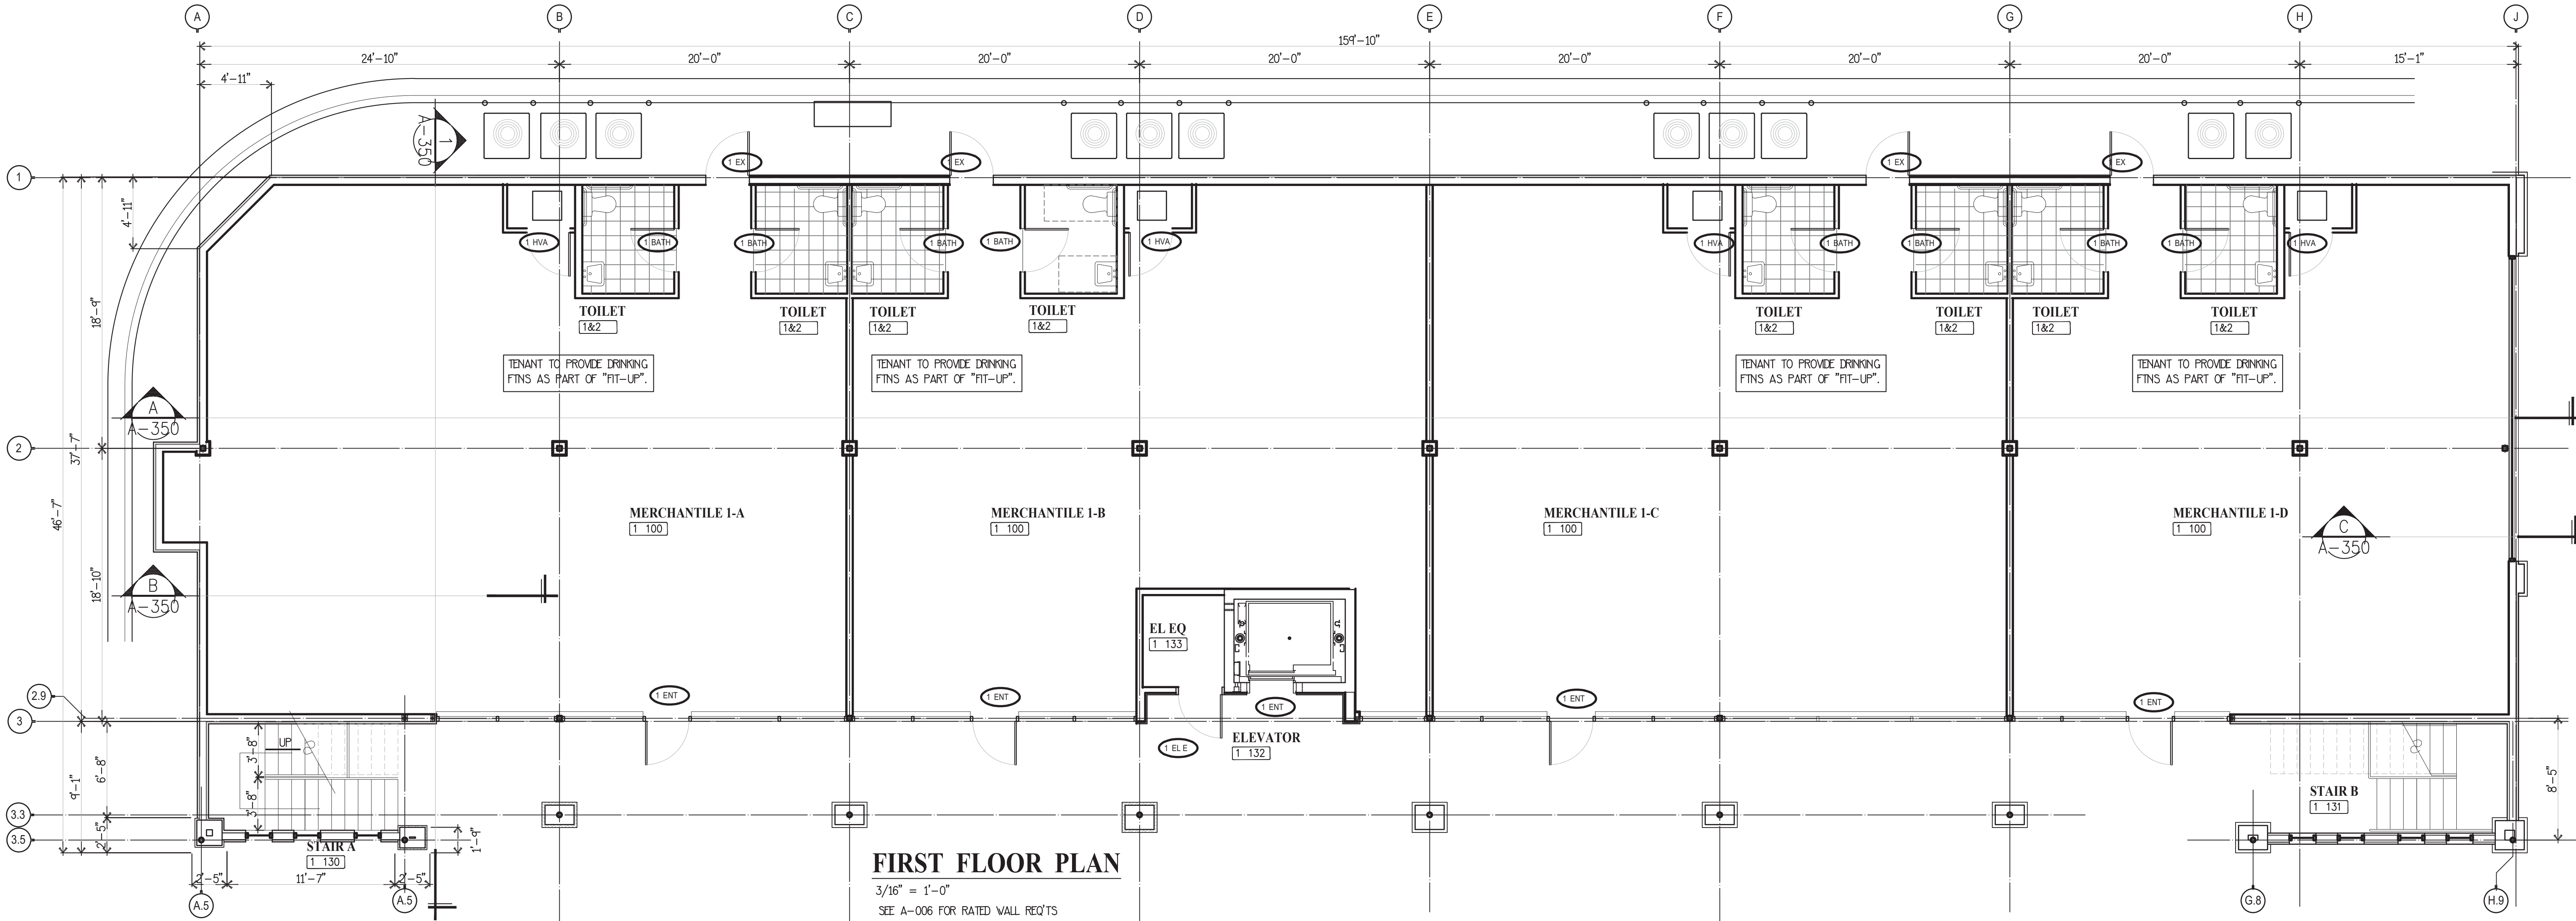 A B C D E F G H J
159'-10"
24'-10" 20'-0" 20'-0" 20'-0" 20'-0" 20'-0" 20'-0" 15'-1"
4'-11"
1
A-350
1 EX 1 EX 1 EX 1 EX
1
4'-11"
1 HVA 1 BATH 1 BATH 1 BATH 1 BATH 1 HVA 1 HVA 1 BATH 1 BATH 1 BATH 1 BATH 1 HVA
18'-9"
TOILET TOILET TOILET TOILET TOILET TOILET TOILET TOILET
1&2 1&2 1&2 1&2 1&2 1&2 1&2 1&2
TENANT TO PROVIDE DRINKING
FTNS AS PART OF "FIT-UP".
TENANT TO PROVIDE DRINKING
FTNS AS PART OF "FIT-UP".
TENANT TO PROVIDE DRINKING
FTNS AS PART OF "FIT-UP".
TENANT TO PROVIDE DRINKING
FTNS AS PART OF "FIT-UP".
A
A-350
2
37'-7"
46'-7"
MERCHANTILE 1-A MERCHANTILE 1-B MERCHANTILE 1-C MERCHANTILE 1-D
1 100 1 100 1 100 1 100
C
A-350
18'-10"
B
A-350
EL EQ
1 133
2.9
1 ENT 1 ENT 1 ENT 1 ENT 1 ENT
3
UP
ELEVATOR
1 132
1 EL E
3'-8"
6'-8"
9'-1"
3'-8"
8'-5"
STAIR B
1 131
3.3
3.5
2'-5"
1'-9"
STAIR A
1 130
2'-5" 11'-7" 2'-5"
A.5 A.5 G.8 H.9
FIRST FLOOR PLAN
3/16" = 1'-0"
SEE A-006 FOR RATED WALL REQ'TS